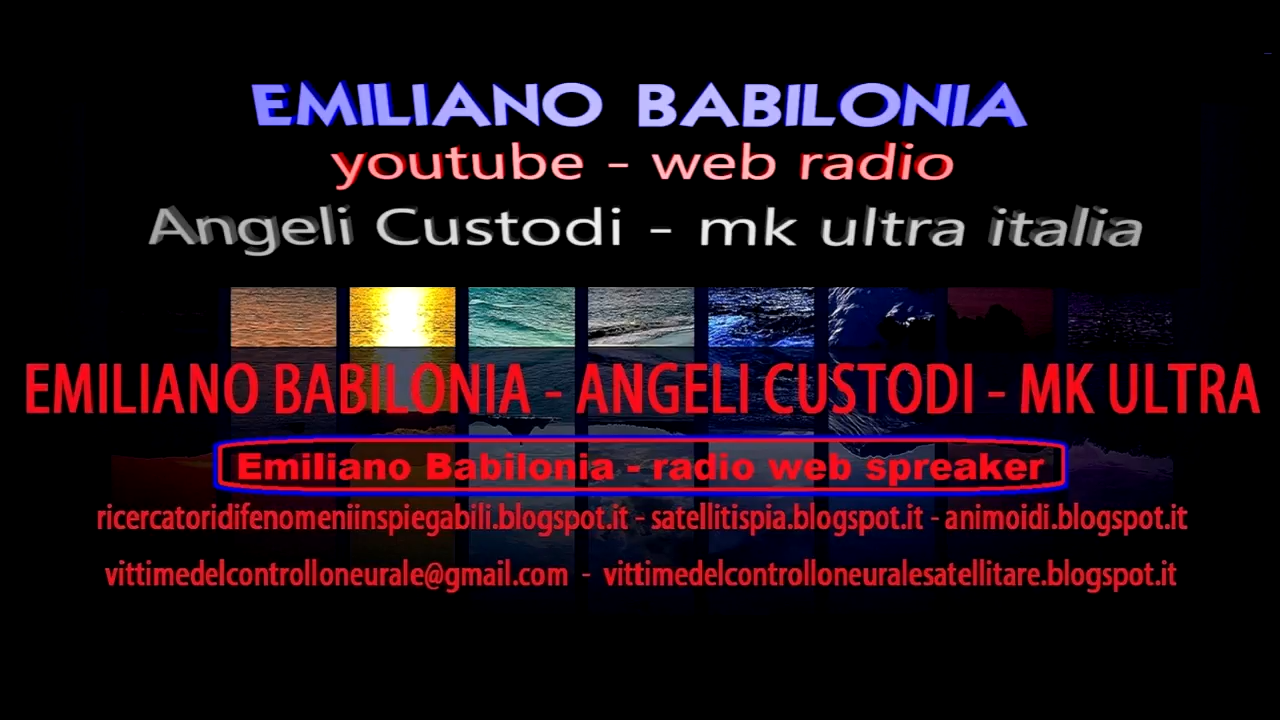 EMILIANO BABILONIA
youtube - web radio
Angeli Custodi - mk ultra italia
EMILIANO BABILONIA - ANGELI CUSTODI - MK ULTRA
Emiliano Babilonia - radio web spreaker
ricercatoridifenomeniinspiegabili.blogspot.it - satellitispia.blogspot.it - animoidi.blogspot.it
vittimedelcontrolloneurale@gmail.com - vittimedelcontrolloneuralesatellitare.blogspot.it